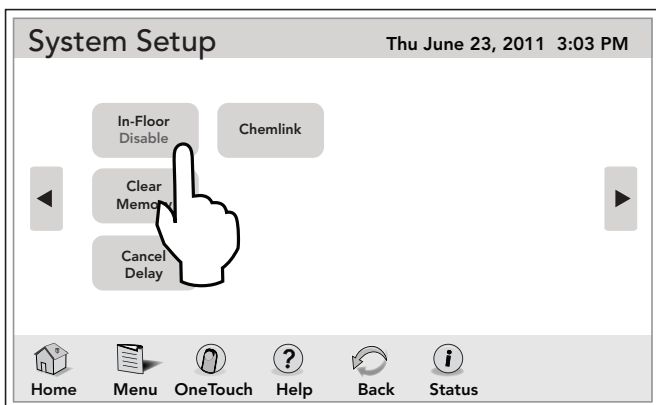 System Setup
Thu June 23, 2011 3:03 PM
In-Floor
Disable
Chemlink
Clear
Memory
Cancel
Delay
?
i
Home
Menu
OneTouch
Help
Back
Status